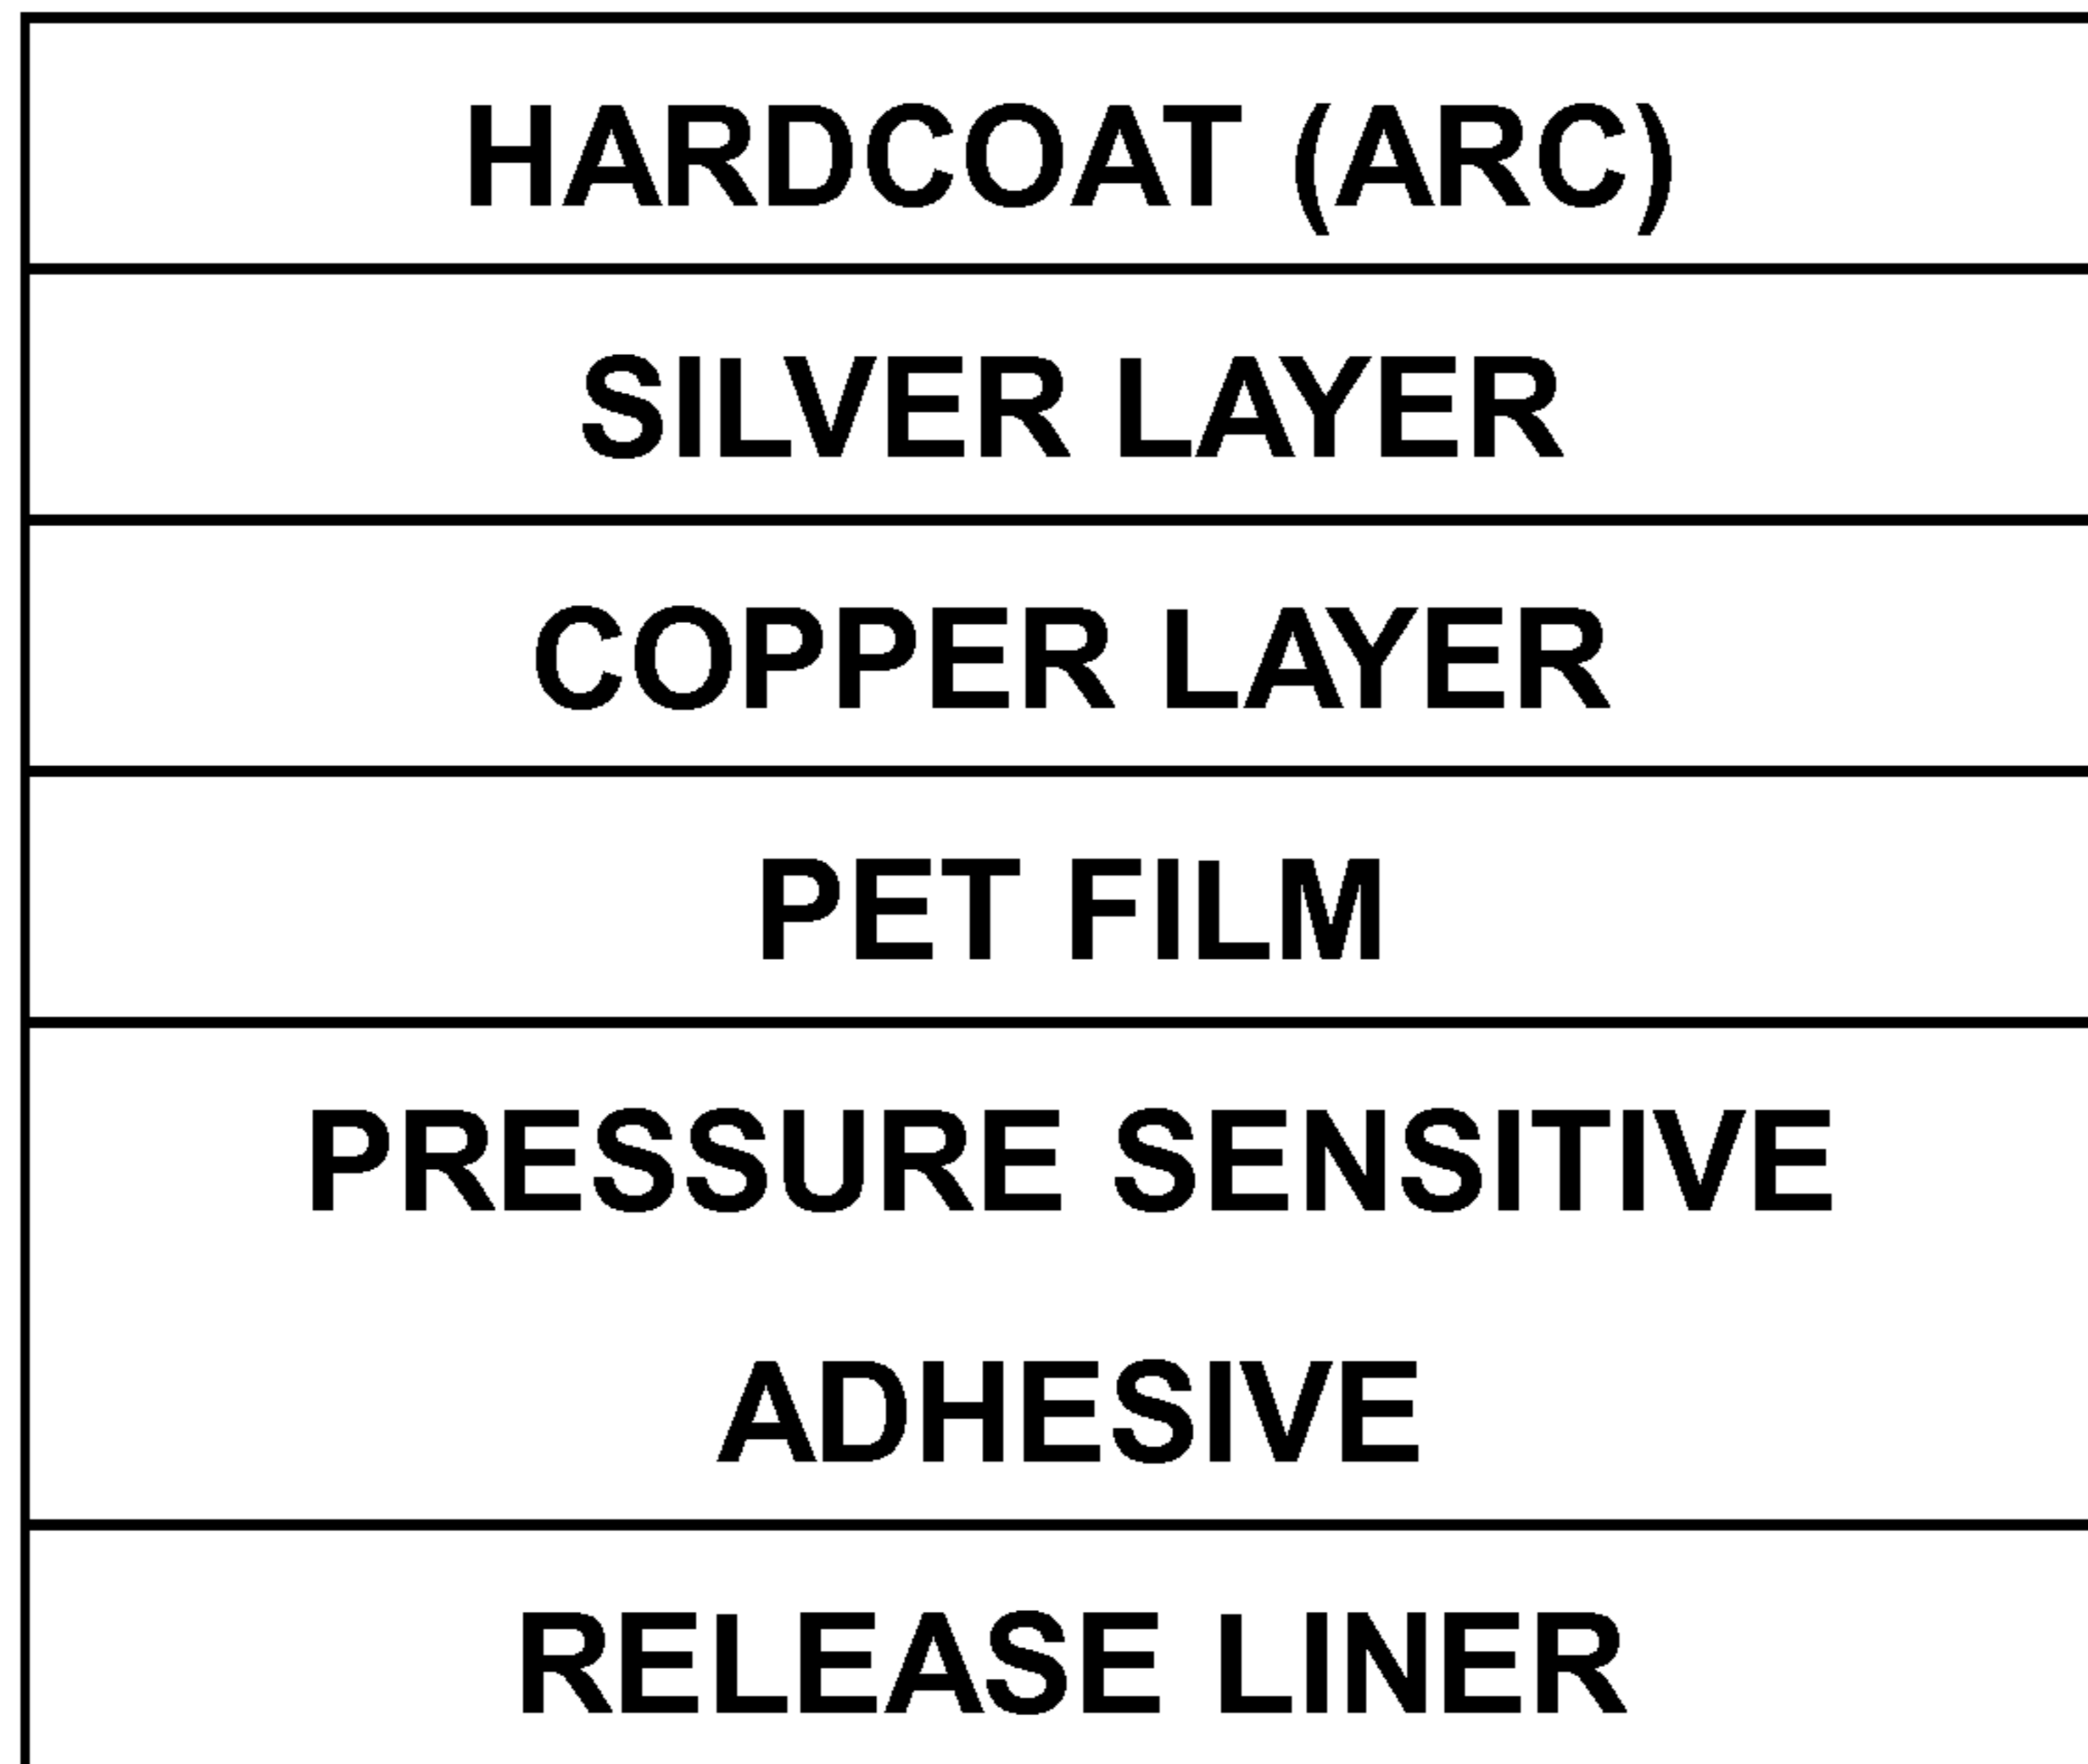 HARDCOAT (ARC)
SILVER LAYER
COPPER LAYER
PET FILM
PRESSURE SENSITIVE
ADHESIVE
RELEASE LINER